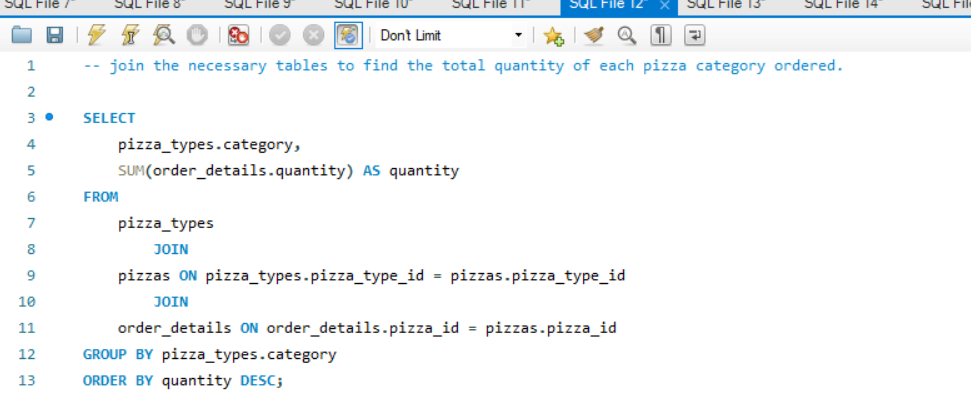 SQL File 7* SQL File 8* SQL File 9* SQL File 10* SQL File 11* SQL File 12* SQL File 13* SQL File 14* SQL File
Don't Limit
1 -- join the necessary tables to find the total quantity of each pizza category ordered.
2
3 SELECT
4 pizza_types.category,
5 SUM(order_details.quantity) AS quantity
6 FROM
7 pizza_types
8 JOIN
9 pizzas ON pizza_types.pizza_type_id = pizzas.pizza_type_id
10 JOIN
11 order_details ON order_details.pizza_id = pizzas.pizza_id
12 GROUP BY pizza_types.category
13 ORDER BY quantity DESC;